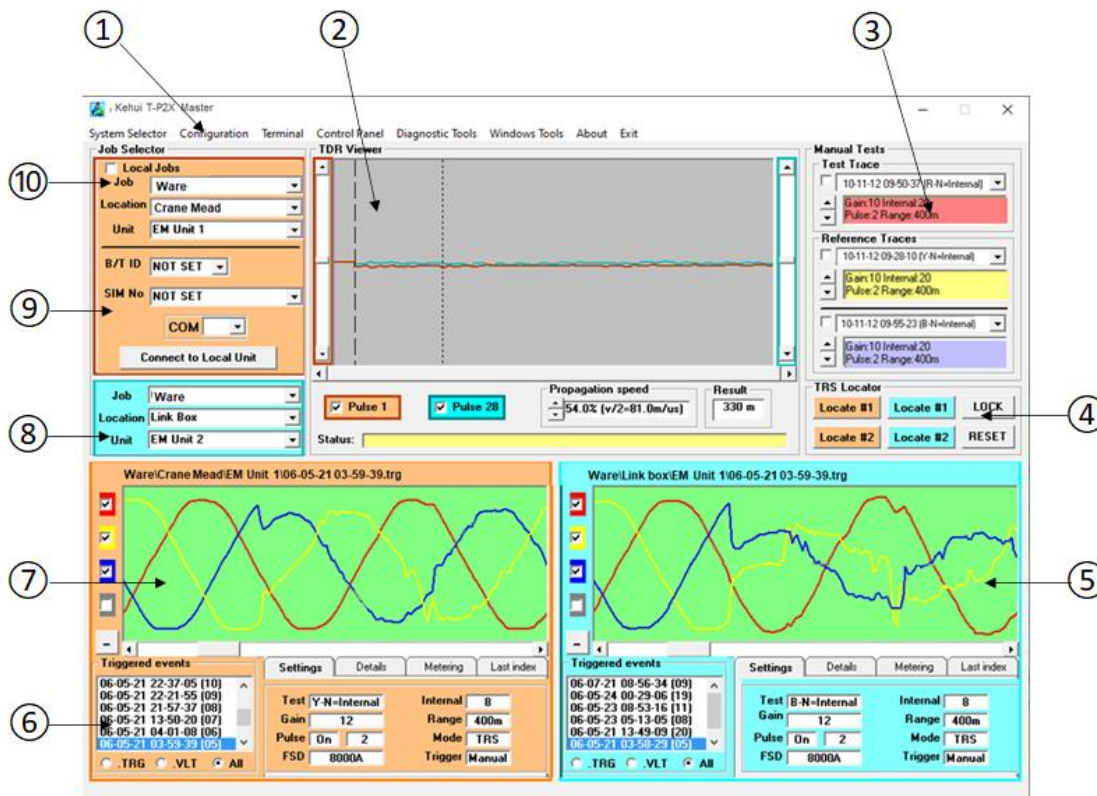 ① ② ③
, Kehui T-P2X Master
System Selector Configuration Terminal Control Panel Diagnostic Tools Windows Tools About Exit
Job Selector
Local Jobs
⑩
Job Ware
Location Crane Mead
Unit EM Unit 1
B/T ID NOT SET
SIM No NOT SET
⑨
COM
Connect to Local Unit
Job Ware
Location Link Box
⑧
Unit EM Unit 2
TDR Viewer
Pulse 1
Pulse 28
Propagation speed
54.0% (v/2=81.0m/us)
Result
330 m
Status:
Manual Tests
Test Trace
10-11-12 09-50-37 (R-N=Internal)
Gain:10 Internal:20
Pulse:2 Range:400m
Reference Traces
10-11-12 09-28-10 (Y-N=Internal)
Gain:10 Internal:20
Pulse:2 Range:400m
10-11-12 09-55-23 (B-N=Internal)
Gain:10 Internal:20
Pulse:2 Range:400m
TRS Locator
Locate #1 Locate #1 LOCK
④
Locate #2 Locate #2 RESET
Ware\Crane Mead\EM Unit 1\06-05-21 03-59-39.trg
⑦
Triggered events
06-05-21 22-37-05 (10)
06-05-21 22-21-55 (09)
06-05-21 21-57-37 (08)
06-05-21 13-50-20 (07)
06-05-21 04-01-08 (06)
06-05-21 03-59-39 (05)
⑥
.TRG .VLT All
Settings Details Metering Last index
Test Y-N=Internal Internal 8
Gain 12 Range 400m
Pulse On 2 Mode TRS
FSD 8000A Trigger Manual
Ware\Link box\EM Unit 1\06-05-21 03-59-39.trg
⑤
Triggered events
06-07-21 08-56-34 (09)
06-05-24 00-29-06 (19)
06-05-23 08-53-16 (11)
06-05-23 05-13-05 (08)
06-05-21 13-49-09 (20)
06-05-21 03-58-29 (05)
.TRG .VLT All
Settings Details Metering Last index
Test B-N=Internal Internal 8
Gain 12 Range 400m
Pulse On 2 Mode TRS
FSD 8000A Trigger Manual